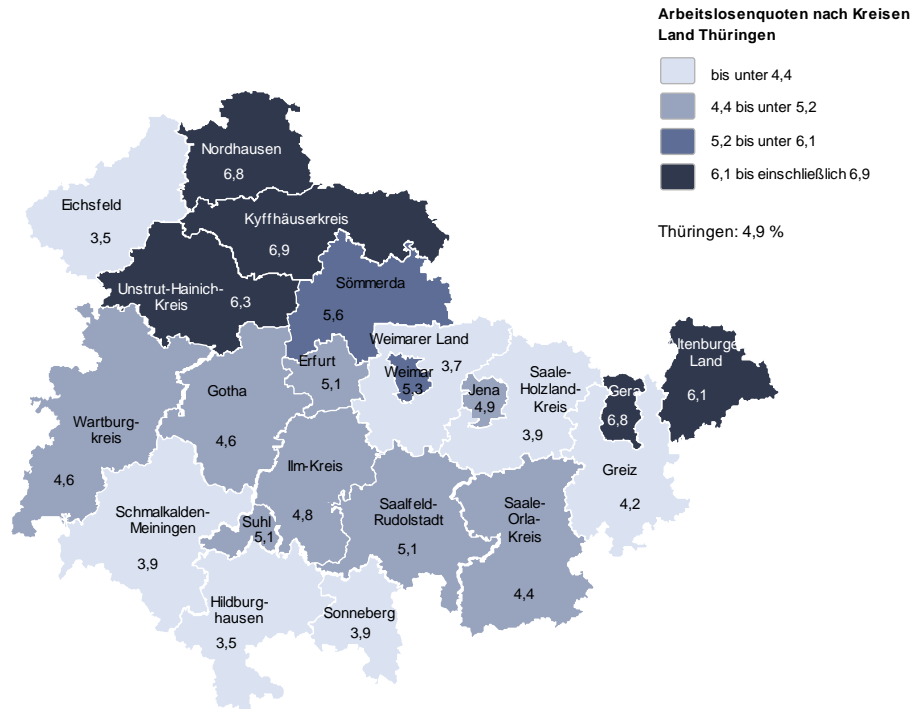 Arbeitslosenquoten nach Kreisen
Land Thüringen
bis unter 4,4
4,4 bis unter 5,2
5,2 bis unter 6,1
6,1 bis einschließlich 6,9
Thüringen: 4,9 %
Nordhausen
6,8
Eichsfeld
3,5
Kyffhäuserkreis
6,9
Unstrut-Hainich-
Kreis
6,3
Sömmerda
5,6
Weimarer Land
3,7
Weimar
5,3
Erfurt
5,1
Gotha
4,6
Wartburg-
kreis
4,6
Jena
4,9
Saale-
Holzland-
Kreis
3,9
Gera
6,8
ltenburge
Land
6,1
Greiz
4,2
Ilm-Kreis
4,8
Suhl
5,1
Schmalkalden-
Meiningen
3,9
Saalfeld-
Rudolstadt
5,1
Saale-
Orla-
Kreis
4,4
Hildburg-
hausen
3,5
Sonneberg
3,9